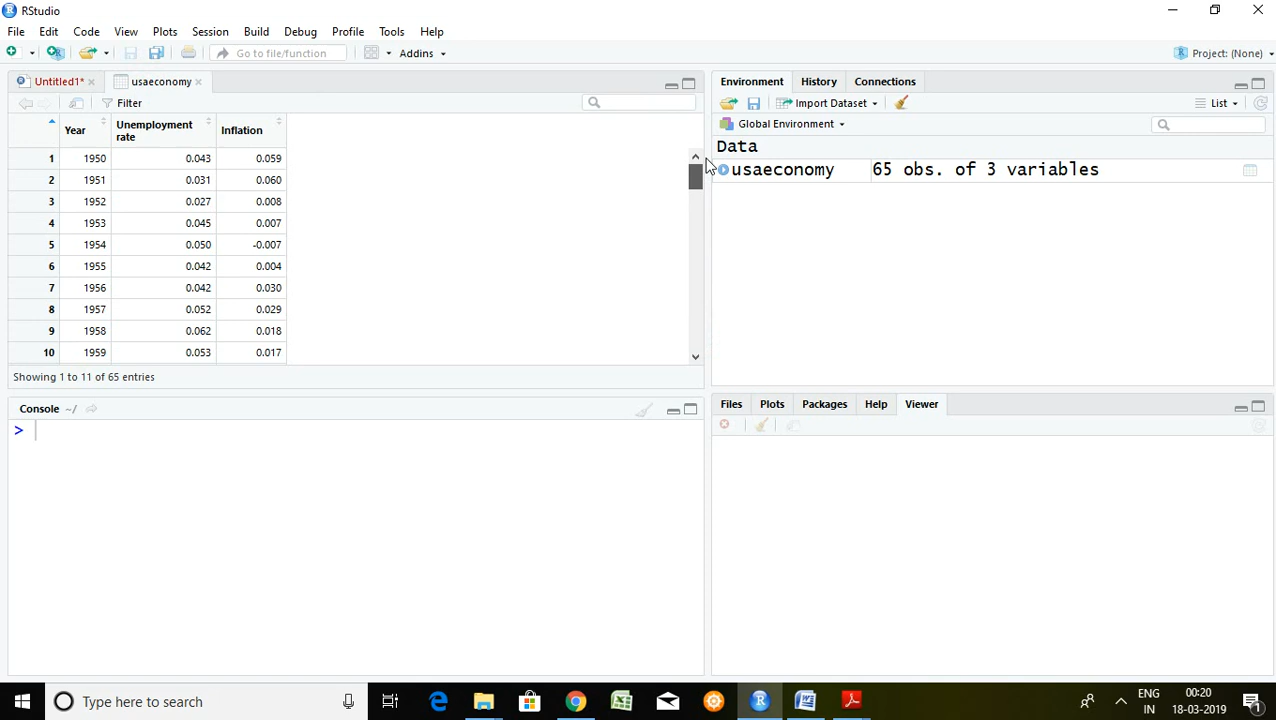 RStudio
File Edit Code View Plots Session Build Debug Profile Tools Help
Go to file/function Addins Project: (None)
Untitled1* usaeconomy
Filter
Year Unemployment rate Inflation
1 1950 0.043 0.059
2 1951 0.031 0.060
3 1952 0.027 0.008
4 1953 0.045 0.007
5 1954 0.050 -0.007
6 1955 0.042 0.004
7 1956 0.042 0.030
8 1957 0.052 0.029
9 1958 0.062 0.018
10 1959 0.053 0.017
Showing 1 to 11 of 65 entries
Console ~/
>
Environment History Connections
Import Dataset List
Global Environment
Data
usaeconomy 65 obs. of 3 variables
Files Plots Packages Help Viewer
Type here to search
ENG
IN
00:20
18-03-2019
1